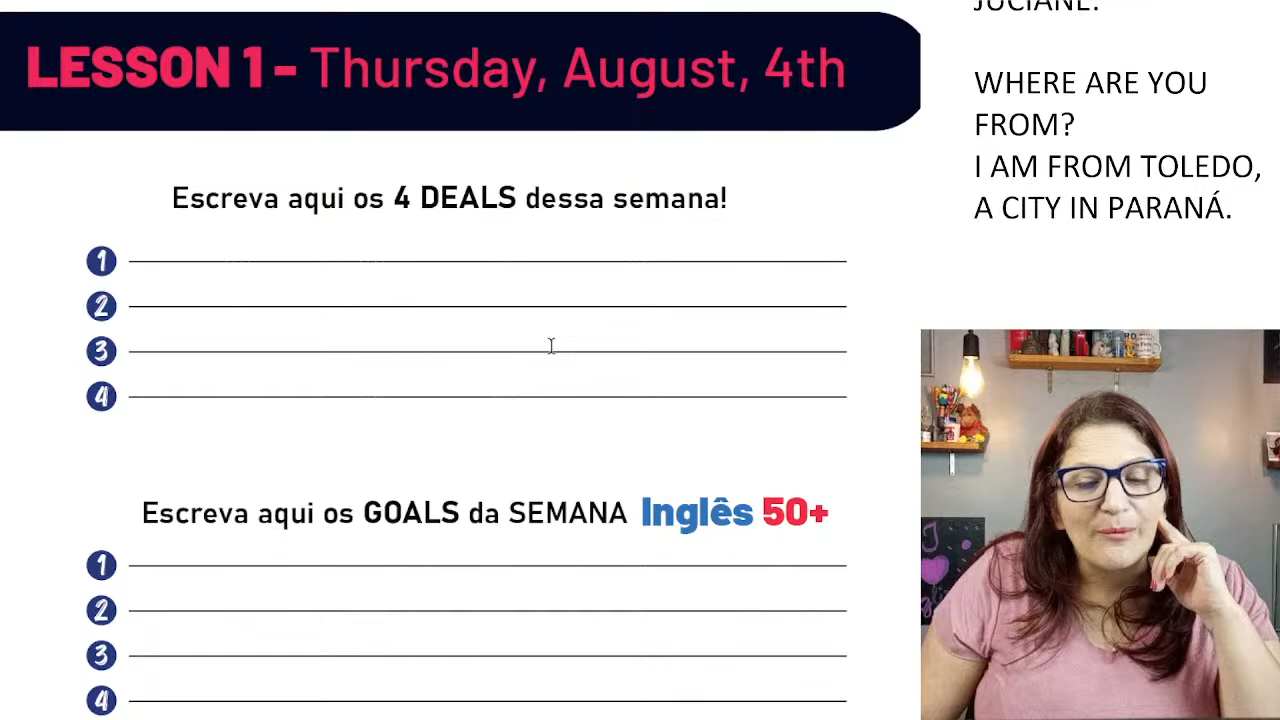 LESSON 1 - Thursday, August, 4th
Escreva aqui os 4 DEALS dessa semana!
1
2
3
4
Escreva aqui os GOALS da SEMANA Inglês 50+
1
2
3
4
JUCIANE.
WHERE ARE YOU
FROM?
I AM FROM TOLEDO,
A CITY IN PARANÁ.